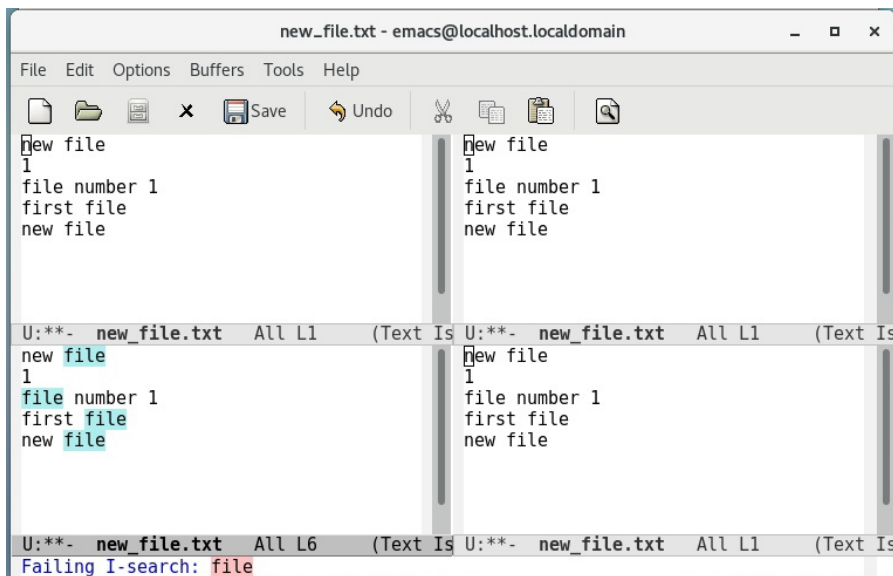 new_file.txt - emacs@localhost.localdomain
File Edit Options Buffers Tools Help
Save Undo
new file
1
file number 1
first file
new file
U:**- new_file.txt All L1 (Text Is
new file
1
file number 1
first file
new file
U:**- new_file.txt All L1 (Text Is
new file
1
file number 1
first file
new file
U:**- new_file.txt All L6 (Text Is
new file
1
file number 1
first file
new file
U:**- new_file.txt All L1 (Text Is
Failing I-search: file